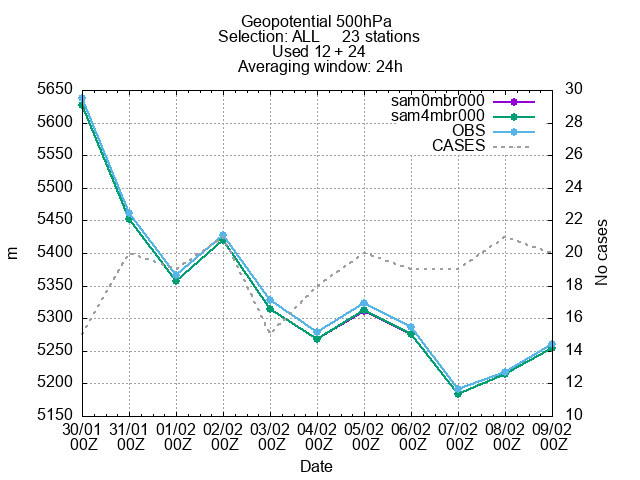 Geopotential 500hPa
Selection: ALL 23 stations
Used 12 + 24
Averaging window: 24h
sam0mbr000
sam4mbr000
OBS
CASES
5650
5600
5550
5500
5450
5400
5350
5300
5250
5200
5150
m
30
28
26
24
22
20
18
16
14
12
10
No cases
30/01 31/01 01/02 02/02 03/02 04/02 05/02 06/02 07/02 08/02 09/02
00Z 00Z 00Z 00Z 00Z 00Z 00Z 00Z 00Z 00Z 00Z
Date